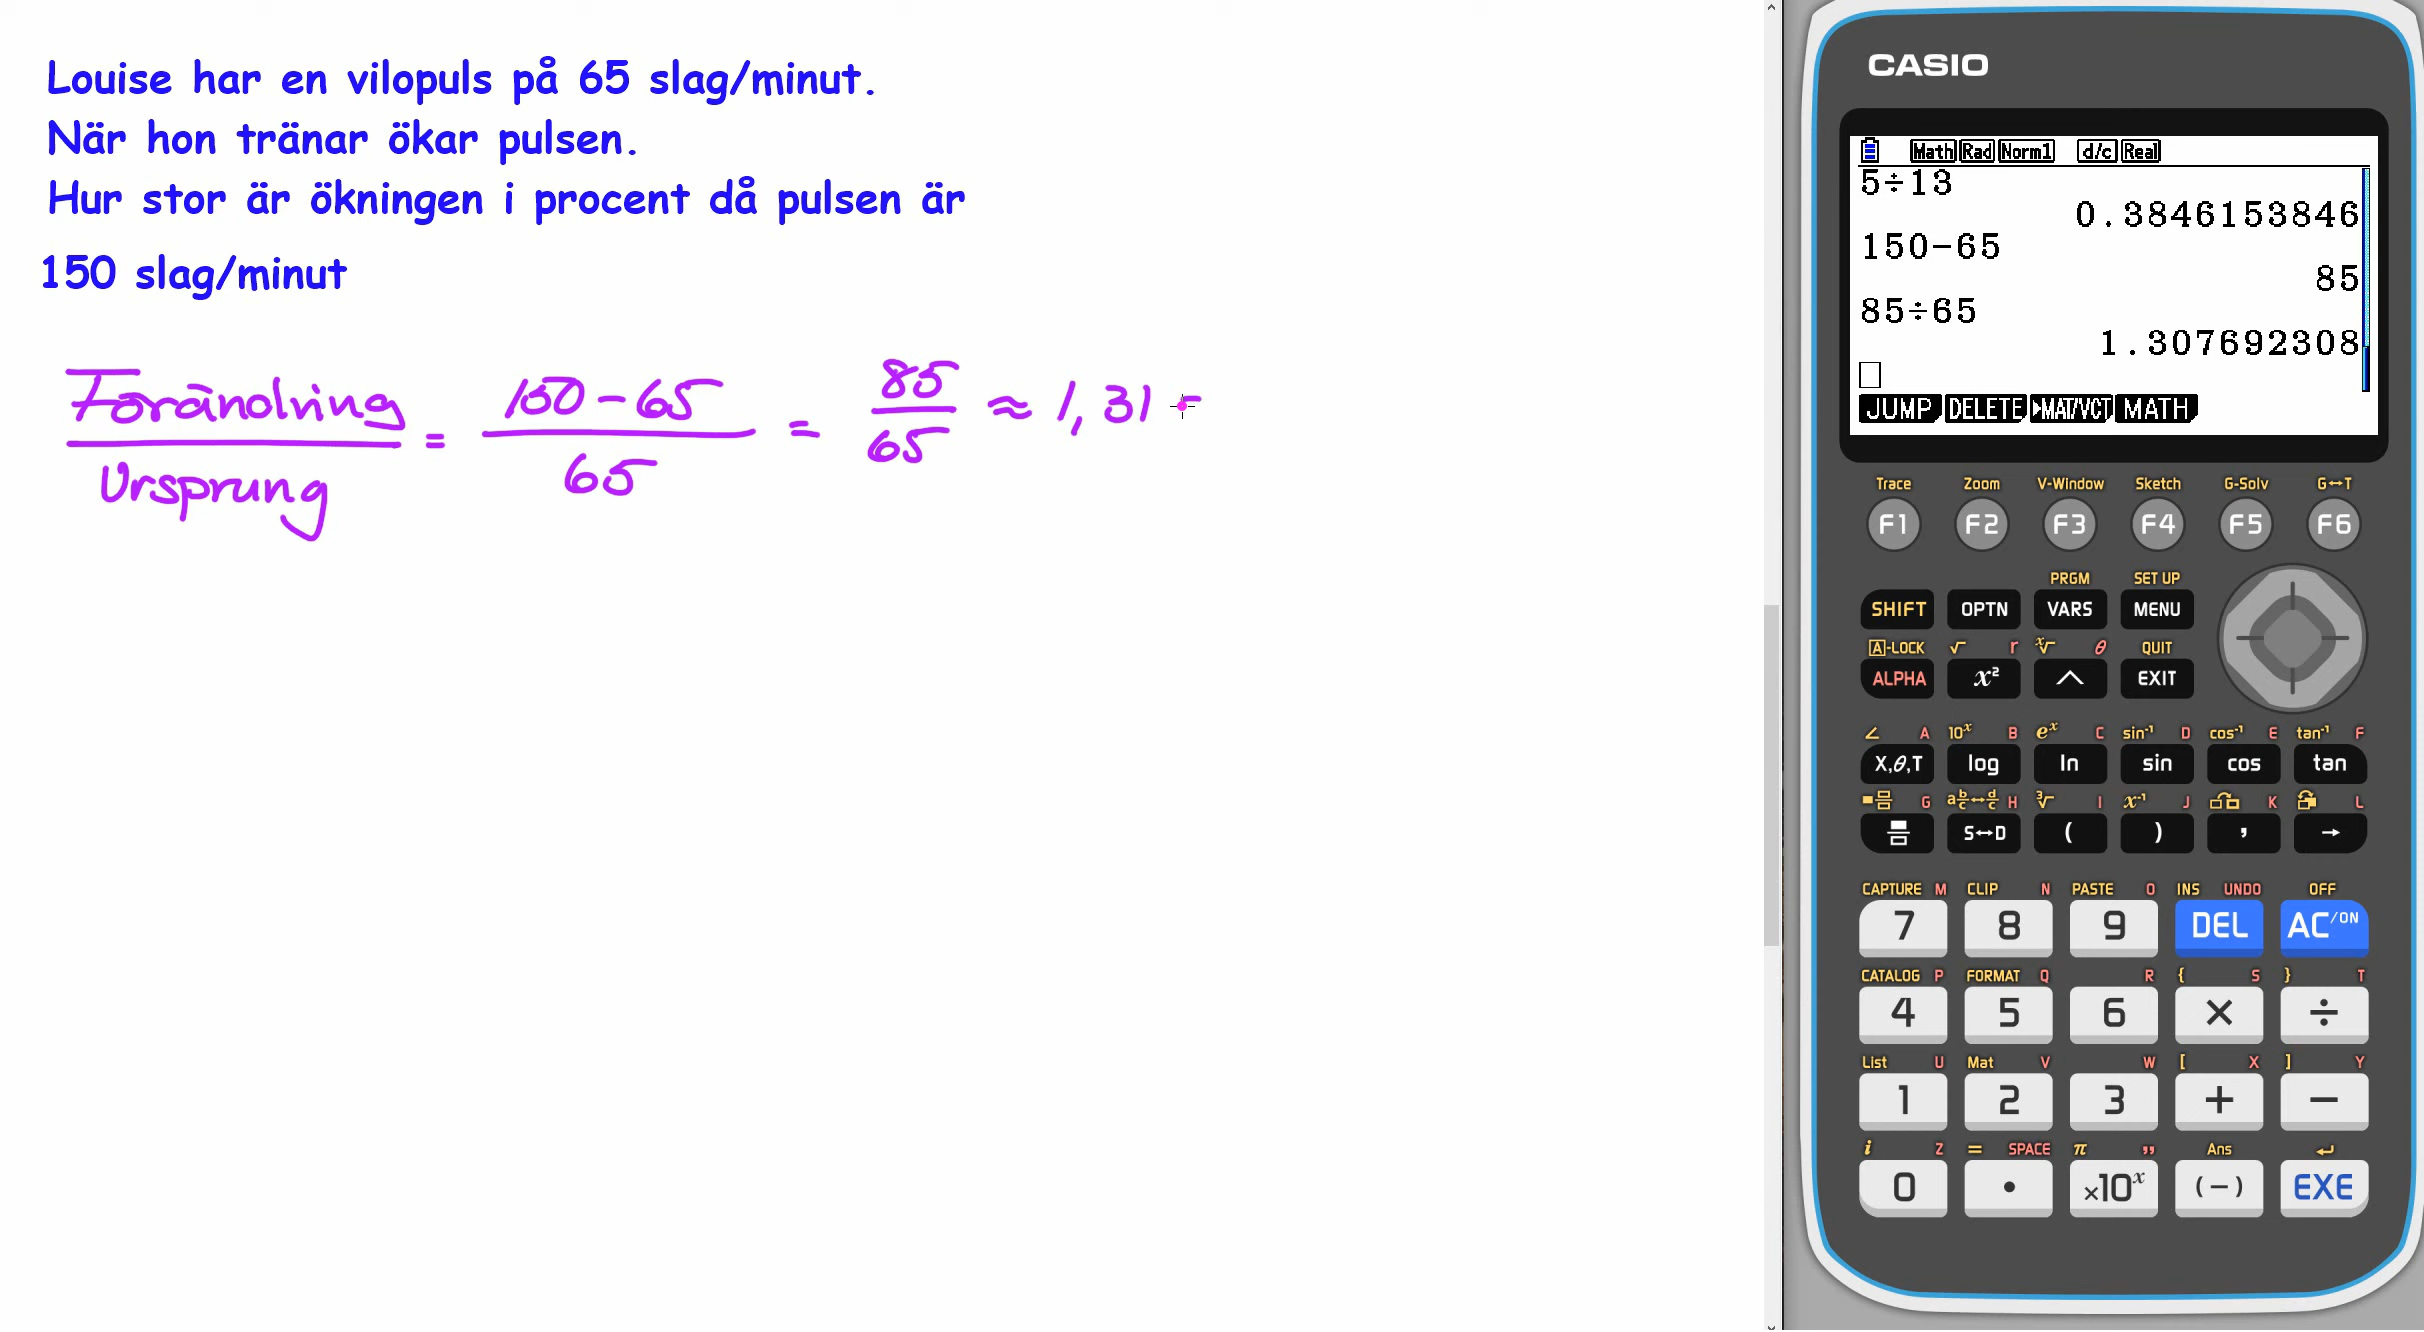 Louise har en vilopuls på 65 slag/minut.
När hon tränar ökar pulsen.
Hur stor är ökningen i procent då pulsen är
150 slag/minut
Förändring / Ursprung = 150 - 65 / 65 = 85 / 65 ≈ 1,31
CASIO
Math Rad Norm1 d/c Real
5÷13
0.3846153846
150-65
85
85÷65
1.307692308
JUMP DELETE ▶MAT/VCT MATH
Trace Zoom V-Window Sketch G-Solv G↔T
F1 F2 F3 F4 F5 F6
PRGM SET UP
SHIFT OPTN VARS MENU
A-LOCK √ r ˣ√ θ QUIT
ALPHA x² ^ EXIT
∠ A 10ˣ B eˣ C sin⁻¹ D cos⁻¹ E tan⁻¹ F
X,θ,T log ln sin cos tan
G a b/c↔d/c H ³√ I x⁻¹ J K L
S↔D ( ) , →
CAPTURE M CLIP N PASTE O INS UNDO OFF
7 8 9 DEL AC/ON
CATALOG P FORMAT Q R { S } T
4 5 6 × ÷
List U Mat V W [ X ] Y
1 2 3 + −
i Z = SPACE π " Ans ↵
0 • ×10ˣ (−) EXE